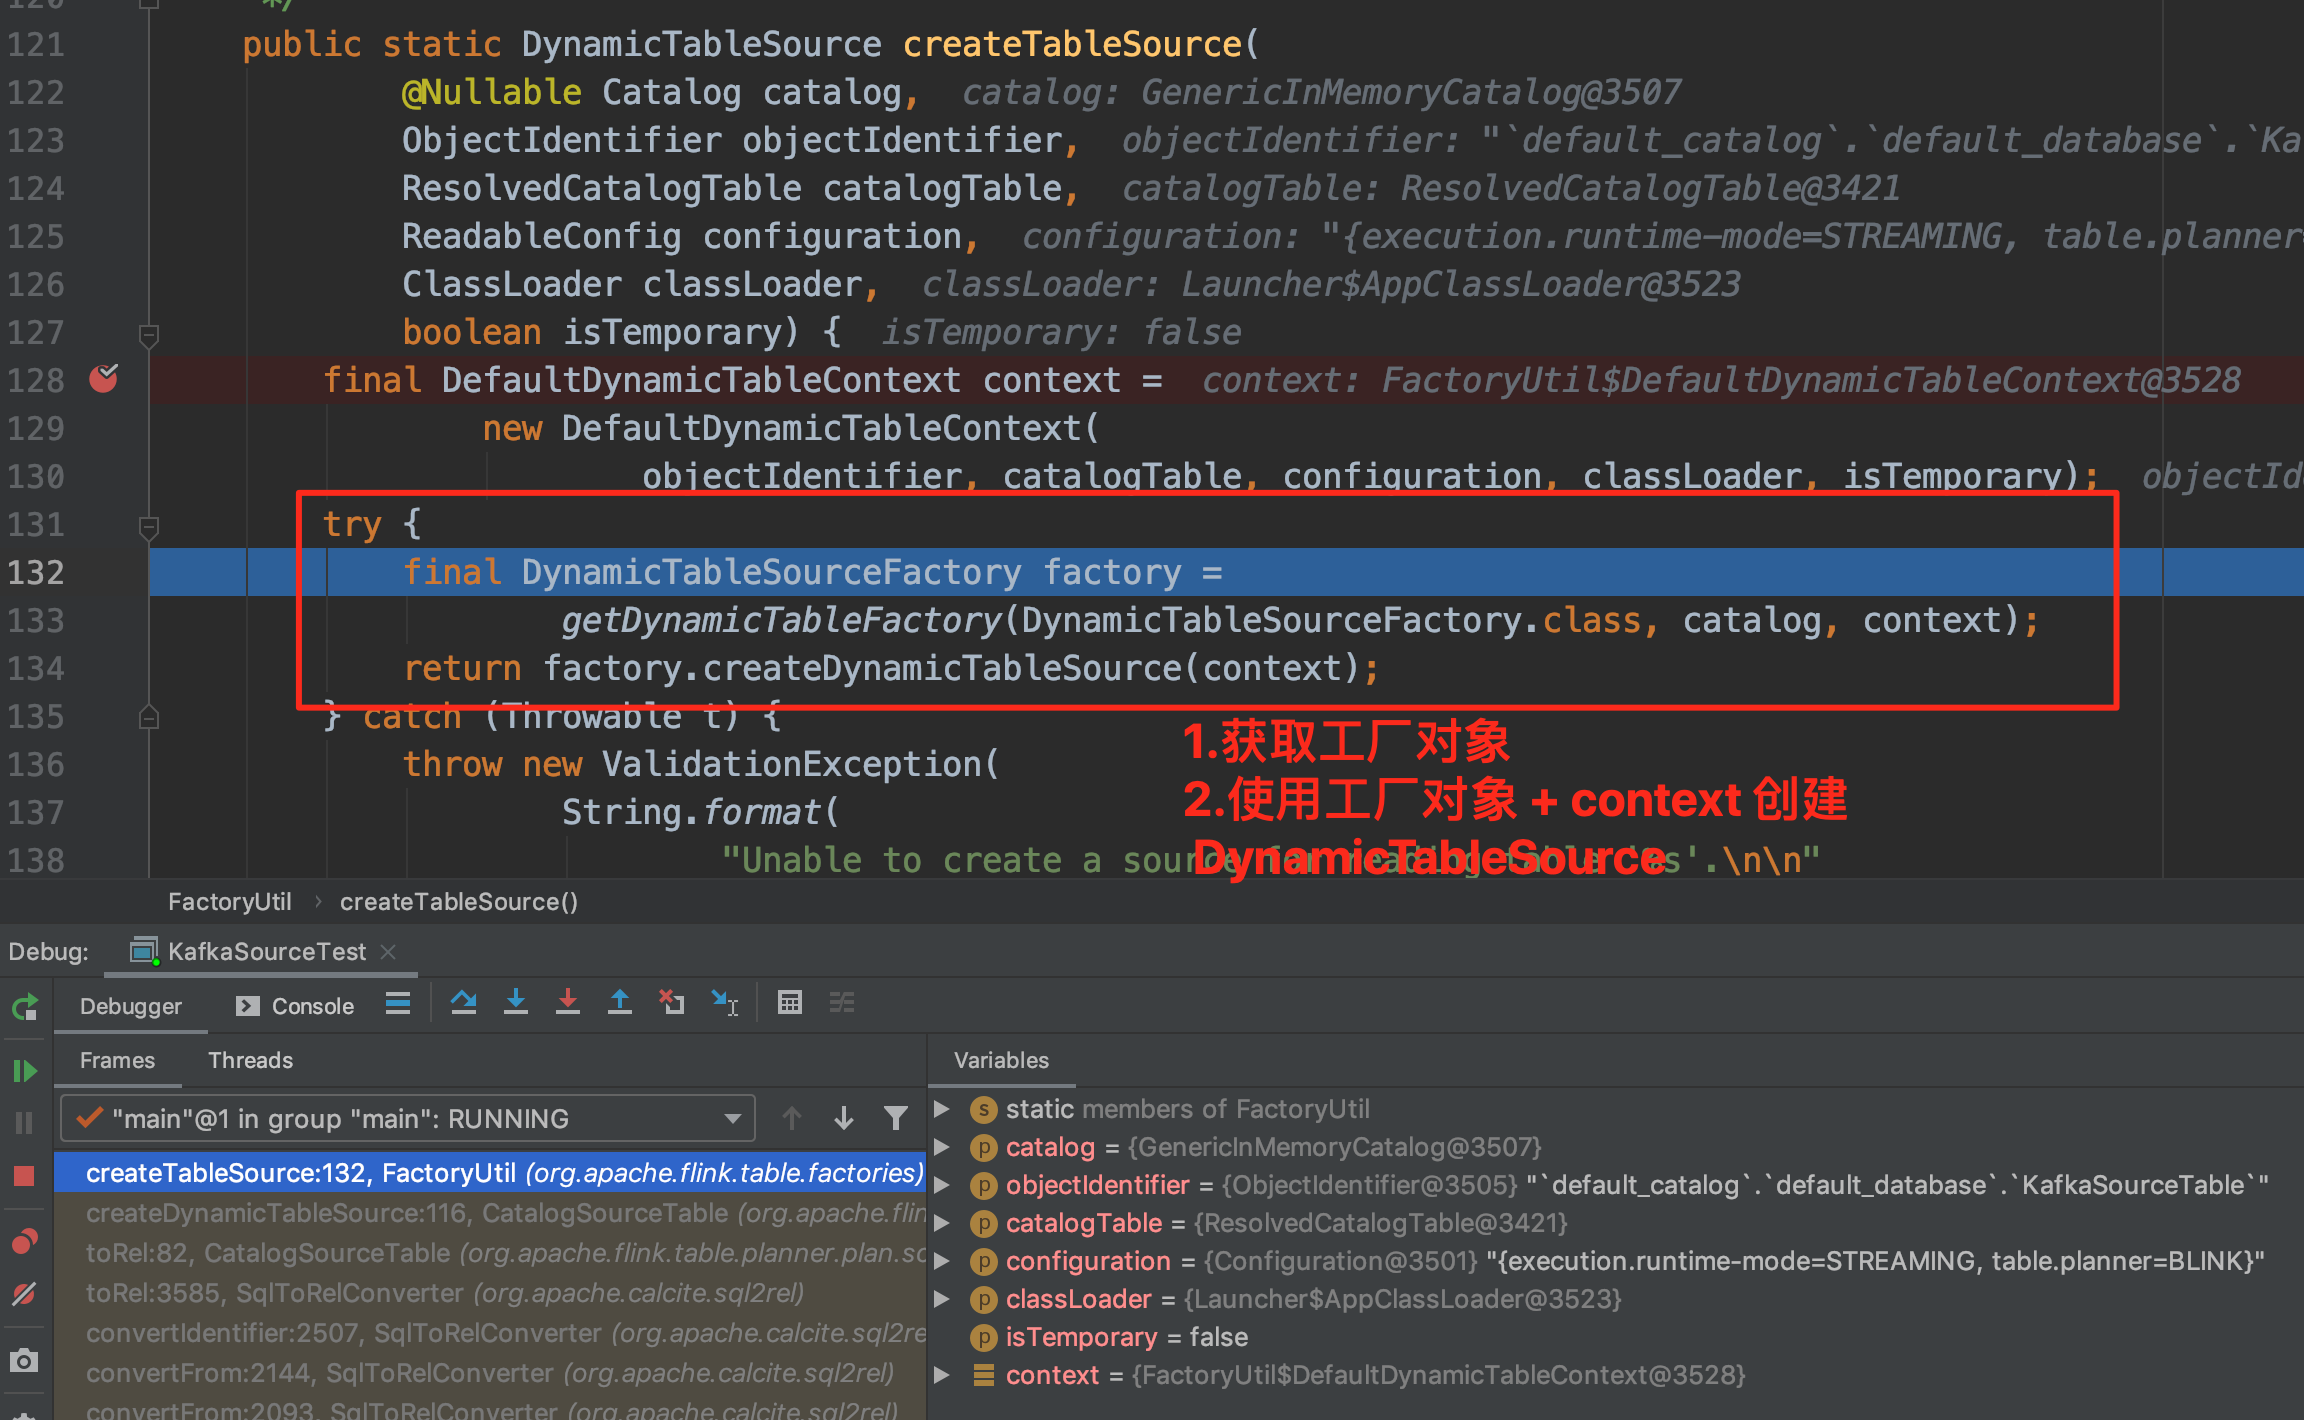 */
121 public static DynamicTableSource createTableSource(
122 @Nullable Catalog catalog, catalog: GenericInMemoryCatalog@3507
123 ObjectIdentifier objectIdentifier, objectIdentifier: "`default_catalog`.`default_database`.`Ka
124 ResolvedCatalogTable catalogTable, catalogTable: ResolvedCatalogTable@3421
125 ReadableConfig configuration, configuration: "{execution.runtime-mode=STREAMING, table.planner=
126 ClassLoader classLoader, classLoader: Launcher$AppClassLoader@3523
127 boolean isTemporary) { isTemporary: false
128 final DefaultDynamicTableContext context = context: FactoryUtil$DefaultDynamicTableContext@3528
129 new DefaultDynamicTableContext(
130 objectIdentifier, catalogTable, configuration, classLoader, isTemporary); objectId
131 try {
132 final DynamicTableSourceFactory factory =
133 getDynamicTableFactory(DynamicTableSourceFactory.class, catalog, context);
134 return factory.createDynamicTableSource(context);
135 } catch (Throwable t) {
1.获取工厂对象
136 throw new ValidationException(
2.使用工厂对象 + context 创建
137 String.format(
DynamicTableSource
138 "Unable to create a source for reading table '%s'.\n\n"
FactoryUtil › createTableSource()
Debug: KafkaSourceTest
Debugger Console
Frames Threads
Variables
"main"@1 in group "main": RUNNING
createTableSource:132, FactoryUtil (org.apache.flink.table.factories)
createDynamicTableSource:116, CatalogSourceTable (org.apache.flin
toRel:82, CatalogSourceTable (org.apache.flink.table.planner.plan.sc
toRel:3585, SqlToRelConverter (org.apache.calcite.sql2rel)
convertIdentifier:2507, SqlToRelConverter (org.apache.calcite.sql2re
convertFrom:2144, SqlToRelConverter (org.apache.calcite.sql2rel)
convertFrom:2093, SqlToRelConverter (org.apache.calcite.sql2rel)
s static members of FactoryUtil
p catalog = {GenericInMemoryCatalog@3507}
p objectIdentifier = {ObjectIdentifier@3505} "`default_catalog`.`default_database`.`KafkaSourceTable`"
p catalogTable = {ResolvedCatalogTable@3421}
p configuration = {Configuration@3501} "{execution.runtime-mode=STREAMING, table.planner=BLINK}"
p classLoader = {Launcher$AppClassLoader@3523}
p isTemporary = false
context = {FactoryUtil$DefaultDynamicTableContext@3528}